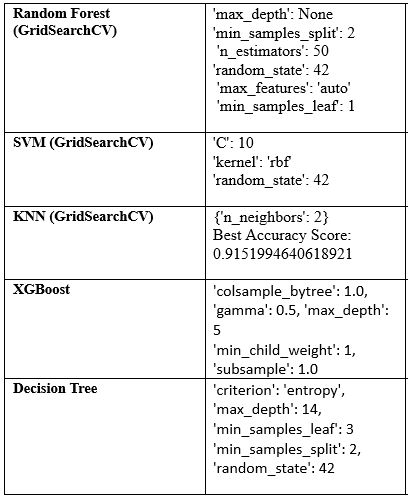 Random Forest
(GridSearchCV)
'max_depth': None
'min_samples_split': 2
'n_estimators': 50
'random_state': 42
'max_features': 'auto'
'min_samples_leaf': 1
SVM (GridSearchCV)
'C': 10
'kernel': 'rbf'
'random_state': 42
KNN (GridSearchCV)
{'n_neighbors': 2}
Best Accuracy Score:
0.9151994640618921
XGBoost
'colsample_bytree': 1.0,
'gamma': 0.5, 'max_depth':
5
'min_child_weight': 1,
'subsample': 1.0
Decision Tree
'criterion': 'entropy',
'max_depth': 14,
'min_samples_leaf': 3
'min_samples_split': 2,
'random_state': 42